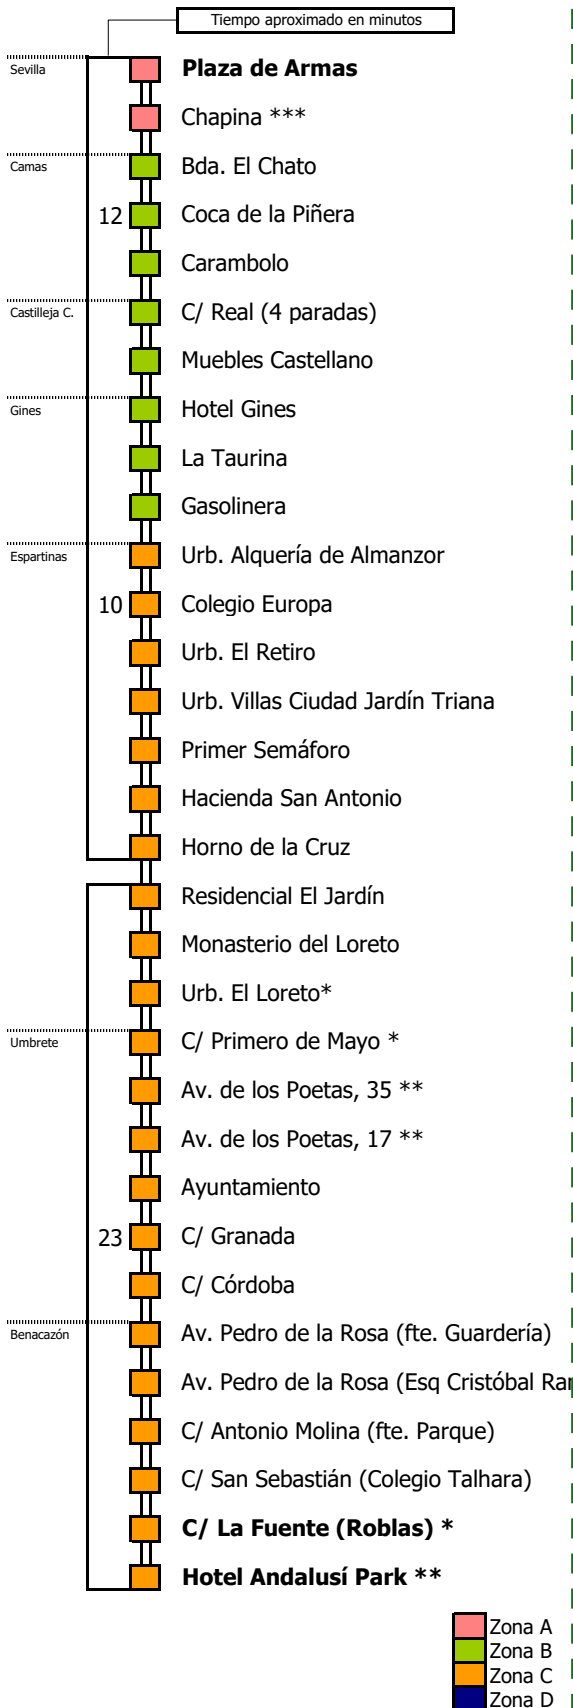 Tiempo aproximado en minutos
Sevilla
Plaza de Armas
Chapina ***
Camas
Bda. El Chato
12
Coca de la Piñera
Carambolo
Castilleja C.
C/ Real (4 paradas)
Muebles Castellano
Gines
Hotel Gines
La Taurina
Gasolinera
Espartinas
Urb. Alquería de Almanzor
10
Colegio Europa
Urb. El Retiro
Urb. Villas Ciudad Jardín Triana
Primer Semáforo
Hacienda San Antonio
Horno de la Cruz
Residencial El Jardín
Monasterio del Loreto
Urb. El Loreto*
Umbrete
C/ Primero de Mayo *
Av. de los Poetas, 35 **
Av. de los Poetas, 17 **
Ayuntamiento
23
C/ Granada
C/ Córdoba
Benacazón
Av. Pedro de la Rosa (fte. Guardería)
Av. Pedro de la Rosa (Esq Cristóbal
C/ Antonio Molina (fte. Parque)
C/ San Sebastián (Colegio Talhara)
C/ La Fuente (Roblas) *
Hotel Andalusí Park **
Zona A
Zona B
Zona C
Zona D